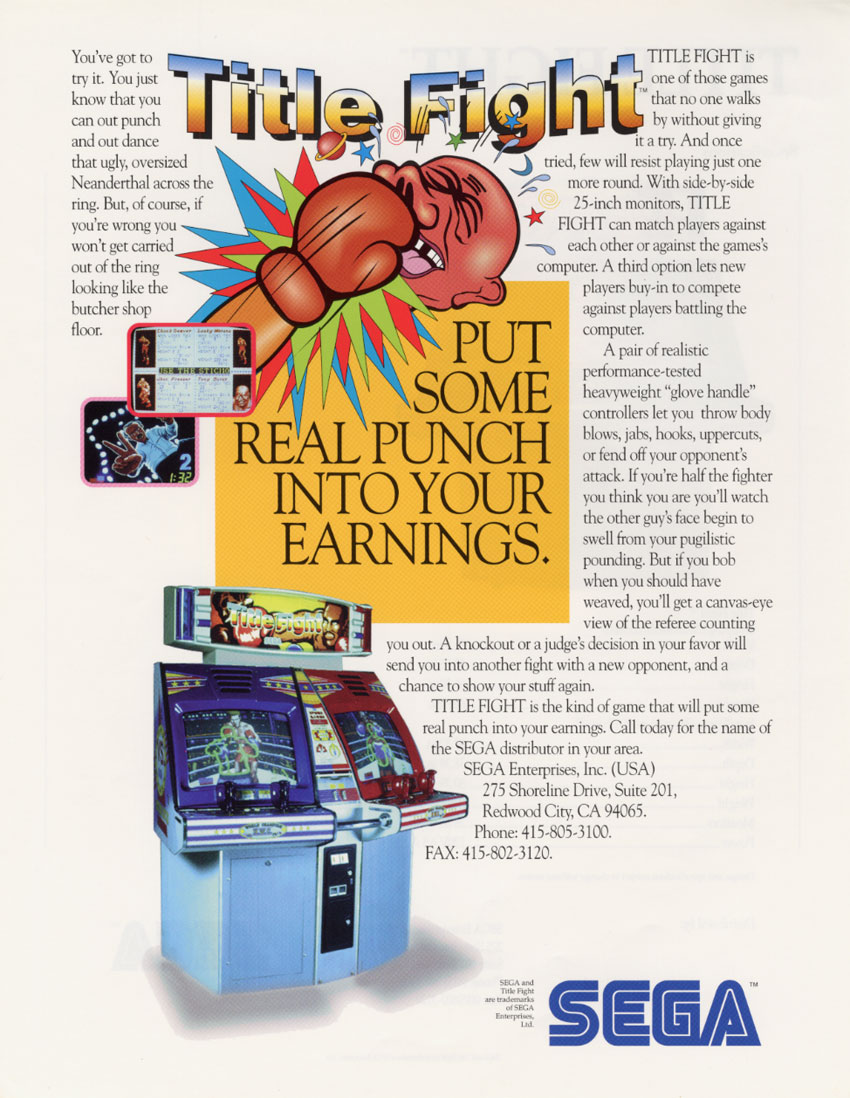 Title Fight™
You've got to
try it. You just
know that you
can out punch
and out dance
that ugly, oversized
Neanderthal across the
ring. But, of course, if
you're wrong you
won't get carried
out of the ring
looking like the
butcher shop
floor.
TITLE FIGHT is
one of those games
that no one walks
by without giving
it a try. And once
tried, few will resist playing just one
more round. With side-by-side
25-inch monitors, TITLE
FIGHT can match players against
each other or against the games's
computer. A third option lets new
players buy-in to compete
against players battling the
computer.
A pair of realistic
performance-tested
heavyweight “glove handle”
controllers let you throw body
blows, jabs, hooks, uppercuts,
or fend off your opponent's
attack. If you're half the fighter
you think you are you'll watch
the other guy's face begin to
swell from your pugilistic
pounding. But if you bob
when you should have
weaved, you'll get a canvas-eye
view of the referee counting
you out. A knockout or a judge's decision in your favor will
send you into another fight with a new opponent, and a
chance to show your stuff again.
TITLE FIGHT is the kind of game that will put some
real punch into your earnings. Call today for the name of
the SEGA distributor in your area.
SEGA Enterprises, Inc. (USA)
275 Shoreline Drive, Suite 201,
Redwood City, CA 94065.
Phone: 415-805-3100.
FAX: 415-802-3120.
PUT
SOME
REAL PUNCH
INTO YOUR
EARNINGS.
USE THE STICHO
2
1:32
Title Fight
SEGA and
Title Fight
are trademarks
of SEGA
Enterprises,
Ltd.
SEGA™